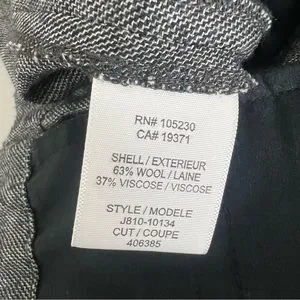 RN# 105230
CA# 19371
SHELL / EXTERIEUR
63% WOOL / LAINE
37% VISCOSE / VISCOSE
STYLE / MODELE
J810-10134
CUT / COUPE
406385